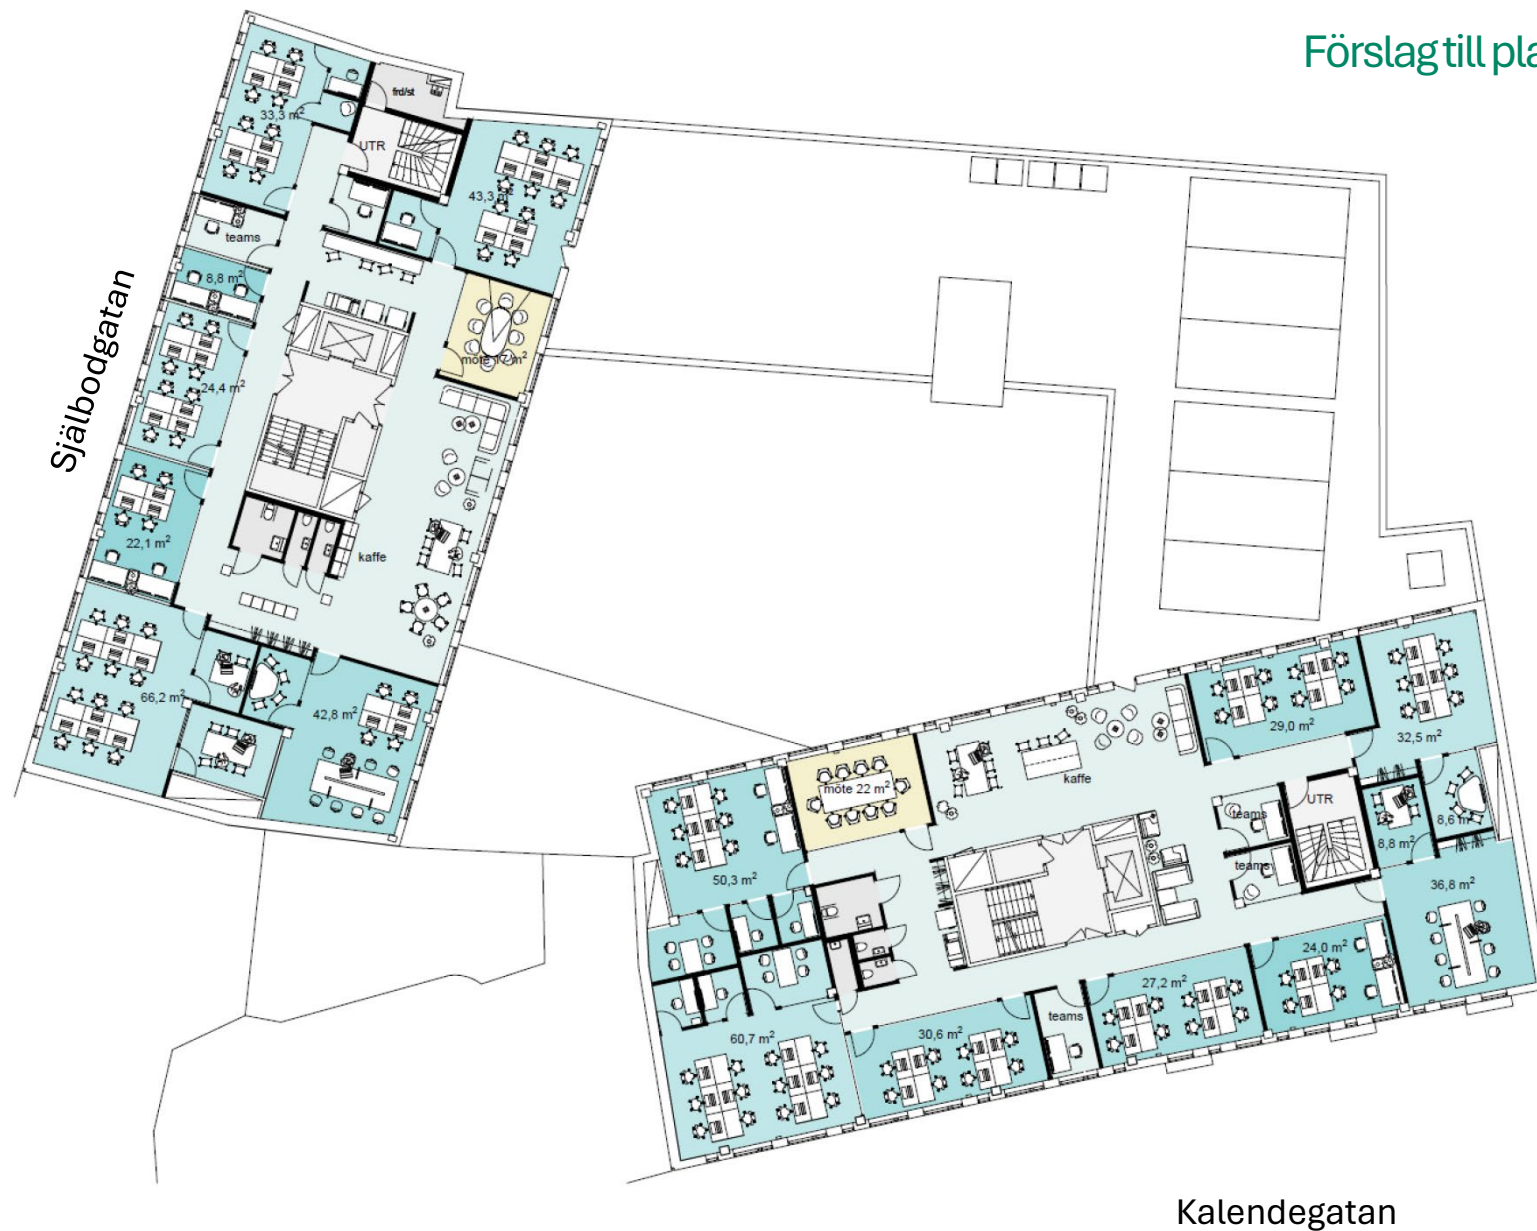 Förslag till pla
frd/st
33,3 m²
UTR
43,3 m²
teams
8,8 m²
Själbodgatan
möte 17 m²
24,4 m²
22,1 m²
kaffe
66,2 m²
42,8 m²
29,0 m²
32,5 m²
kaffe
möte 22 m²
UTR
teams
8,6 m²
8,8 m²
teams
50,3 m²
36,8 m²
24,0 m²
27,2 m²
teams
30,6 m²
60,7 m²
Kalendegatan